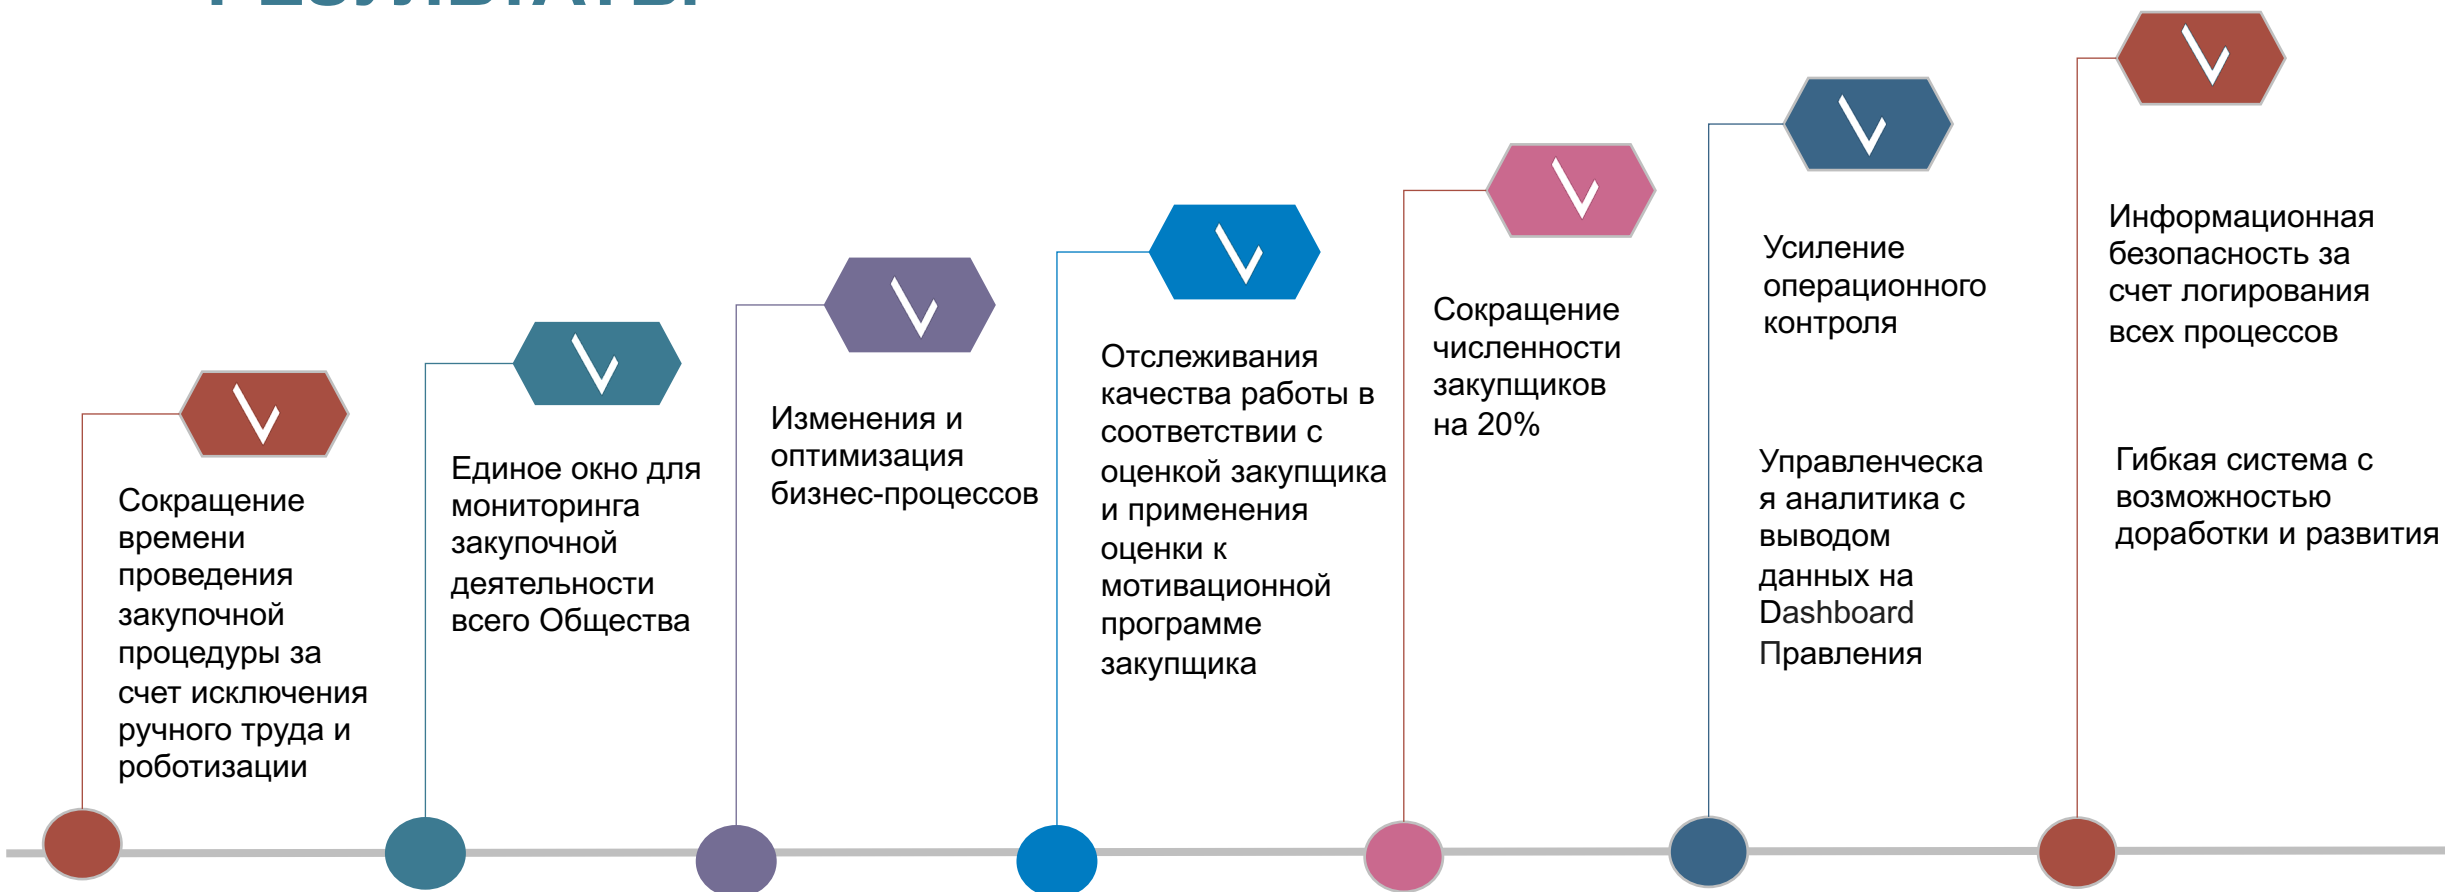 РЕЗУЛЬТАТЫ
Сокращение
времени
проведения
закупочной
процедуры за
счет исключения
ручного труда и
роботизации
Единое окно для
мониторинга
закупочной
деятельности
всего Общества
Изменения и
оптимизация
бизнес-процессов
Отслеживания
качества работы в
соответствии с
оценкой закупщика
и применения
оценки к
мотивационной
программе
закупщика
Сокращение
численности
закупщиков
на 20%
Усиление
операционного
контроля
Управленческа
я аналитика с
выводом
данных на
Dashboard
Правления
Информационная
безопасность за
счет логирования
всех процессов
Гибкая система с
возможностью
доработки и развития